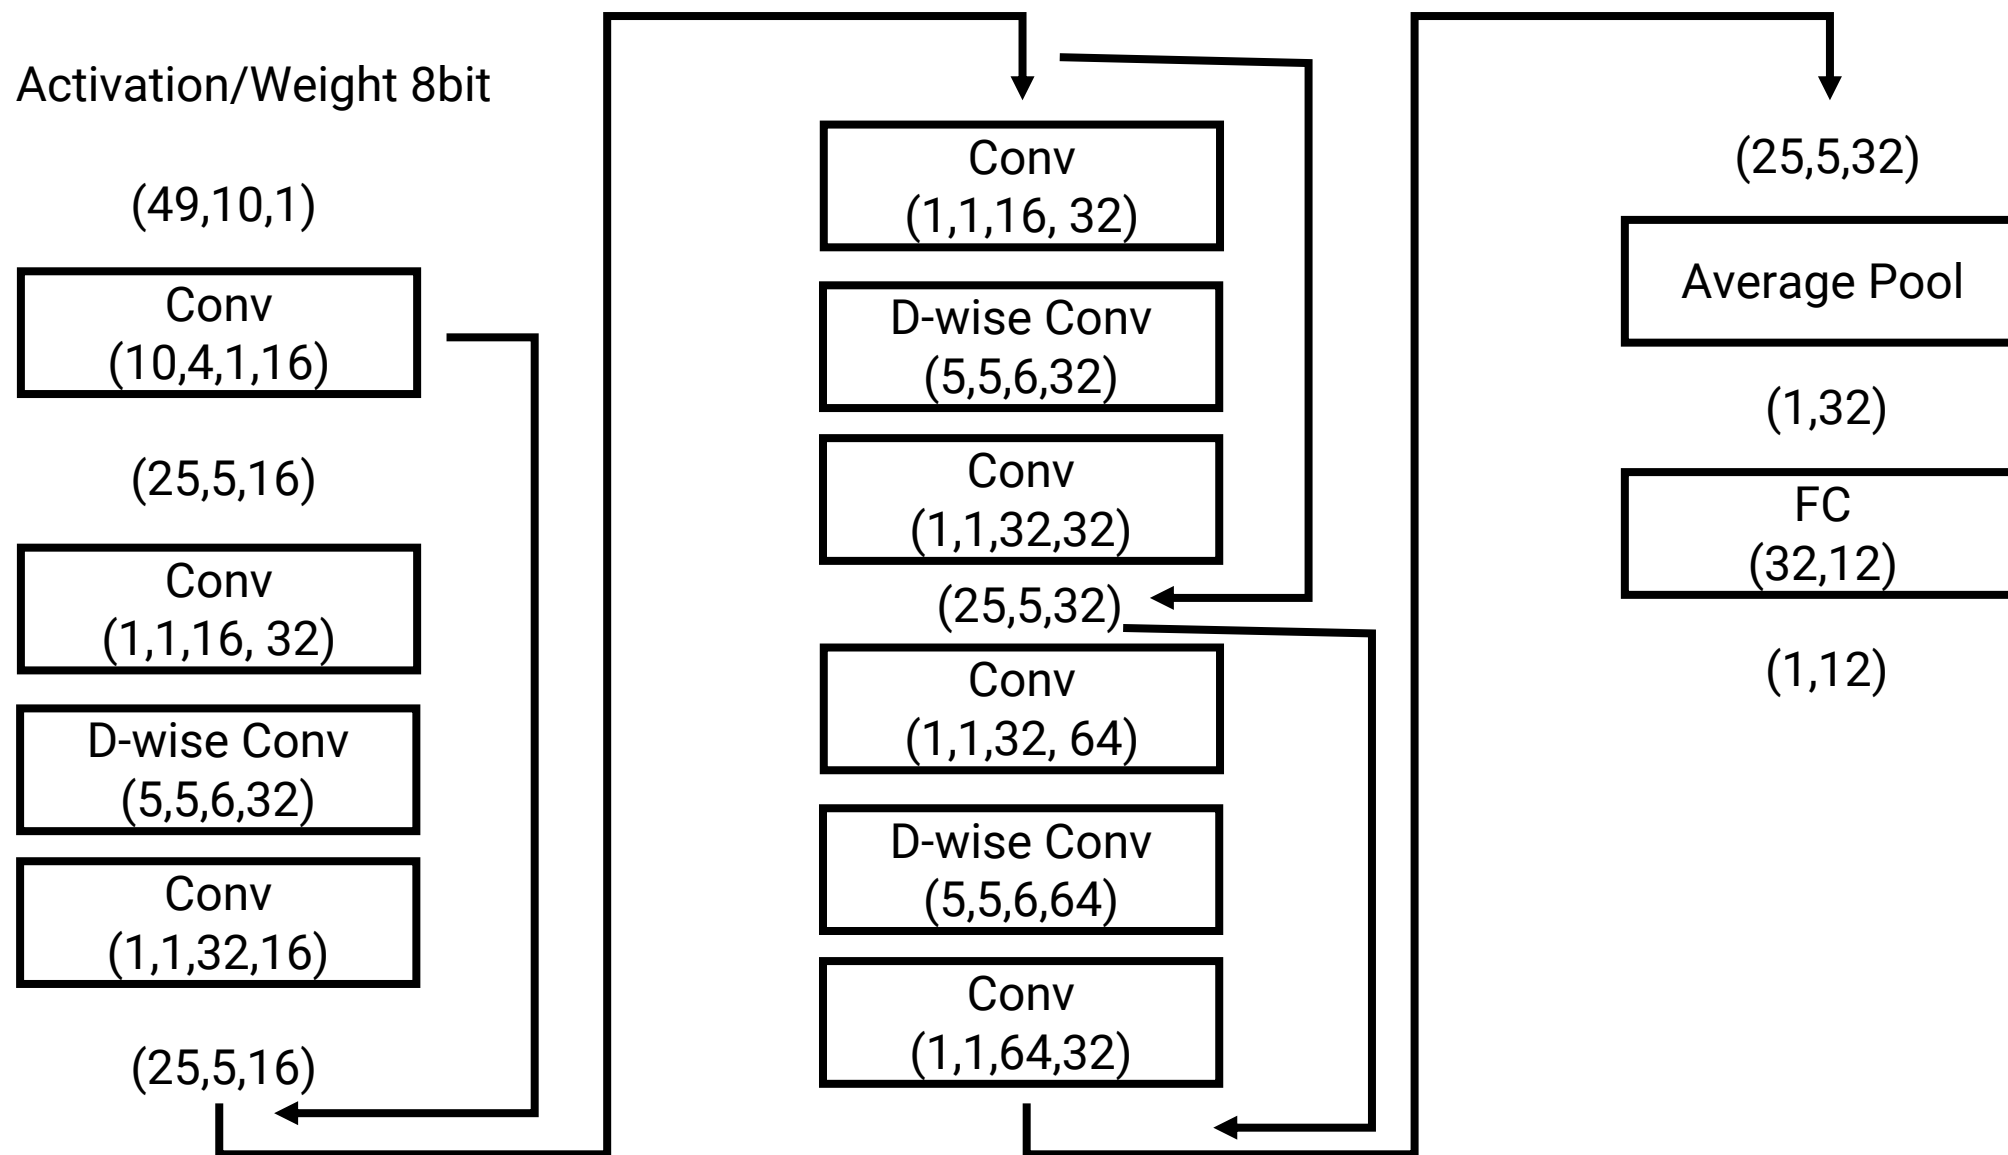 Activation/Weight 8bit
(49,10,1)
Conv
(10,4,1,16)
(25,5,16)
Conv
(1,1,16, 32)
D-wise Conv
(5,5,6,32)
Conv
(1,1,32,16)
(25,5,16)
Conv
(1,1,16, 32)
D-wise Conv
(5,5,6,32)
Conv
(1,1,32,32)
(25,5,32)
Conv
(1,1,32, 64)
D-wise Conv
(5,5,6,64)
Conv
(1,1,64,32)
(25,5,32)
Average Pool
(1,32)
FC
(32,12)
(1,12)